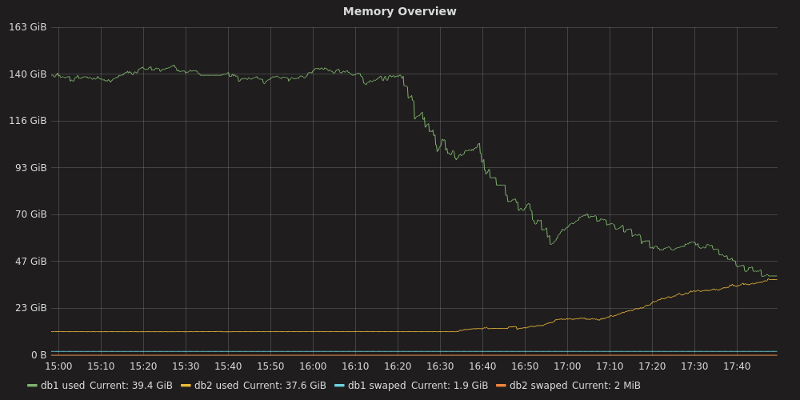 Memory Overview
163 GiB
140 GiB
116 GiB
93 GiB
70 GiB
47 GiB
23 GiB
0 B
15:00 15:10 15:20 15:30 15:40 15:50 16:00 16:10 16:20 16:30 16:40 16:50 17:00 17:10 17:20 17:30 17:40
db1 used Current: 39.4 GiB db2 used Current: 37.6 GiB db1 swapped Current: 1.9 GiB db2 swapped Current: 2 MiB